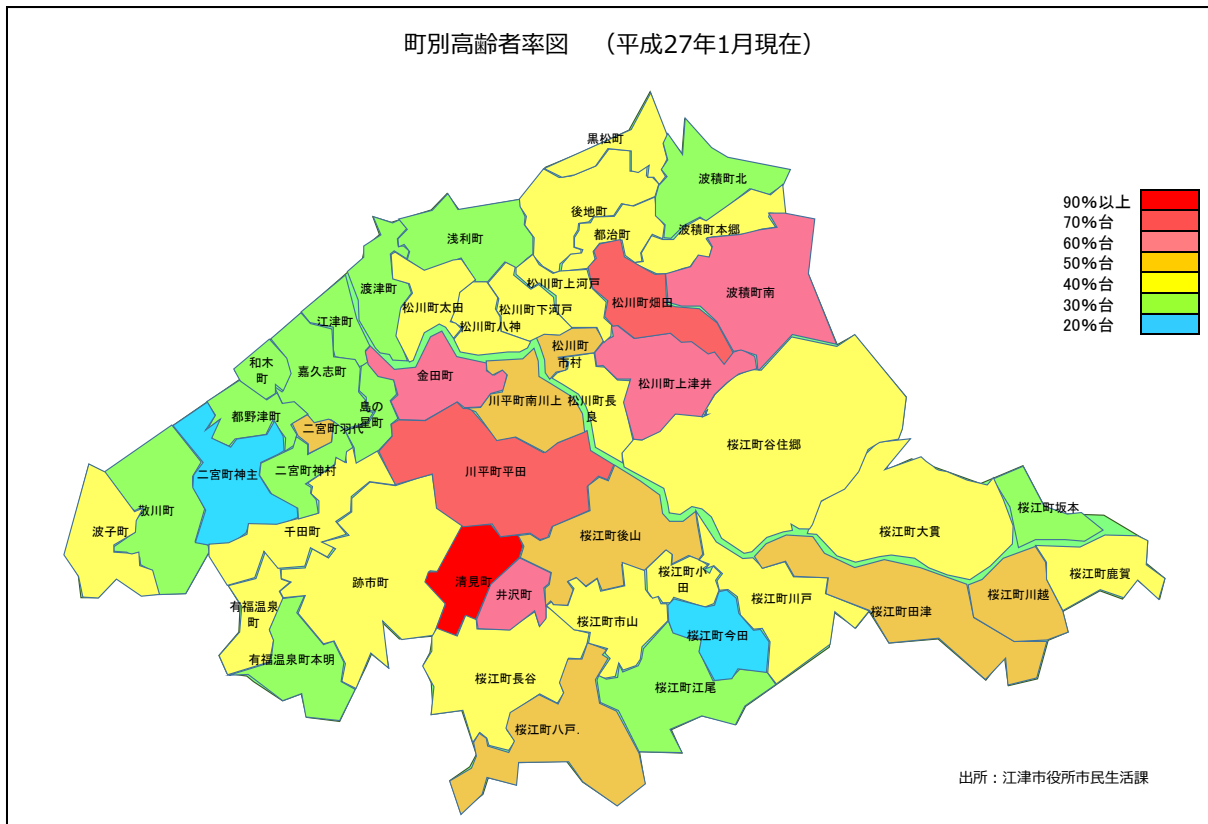 町別高齢者率図 （平成27年1月現在）
黒松町
波積町北
後地町
都治町
波積町本郷
浅利町
渡津町
松川町上河戸
松川町太田
松川町下河戸
松川町八神
松川町畑田
波積町南
江津町
松川町
市村
和木
町
嘉久志町
金田町
松川町上津井
川平町南川上
松川町長
良
島の
星町
都野津町
二宮町羽代
桜江町谷住郷
二宮町神主
二宮町神村
川平町平田
敬川町
波子町
千田町
桜江町後山
桜江町大貫
桜江町坂本
跡市町
清見町
井沢町
桜江町小
田
桜江町川戸
桜江町鹿賀
桜江町川越
桜江町田津
有福温泉
町
桜江町市山
桜江町今田
有福温泉町本明
桜江町長谷
桜江町江尾
桜江町八戸.
90%以上
70%台
60%台
50%台
40%台
30%台
20%台
出所：江津市役所市民生活課